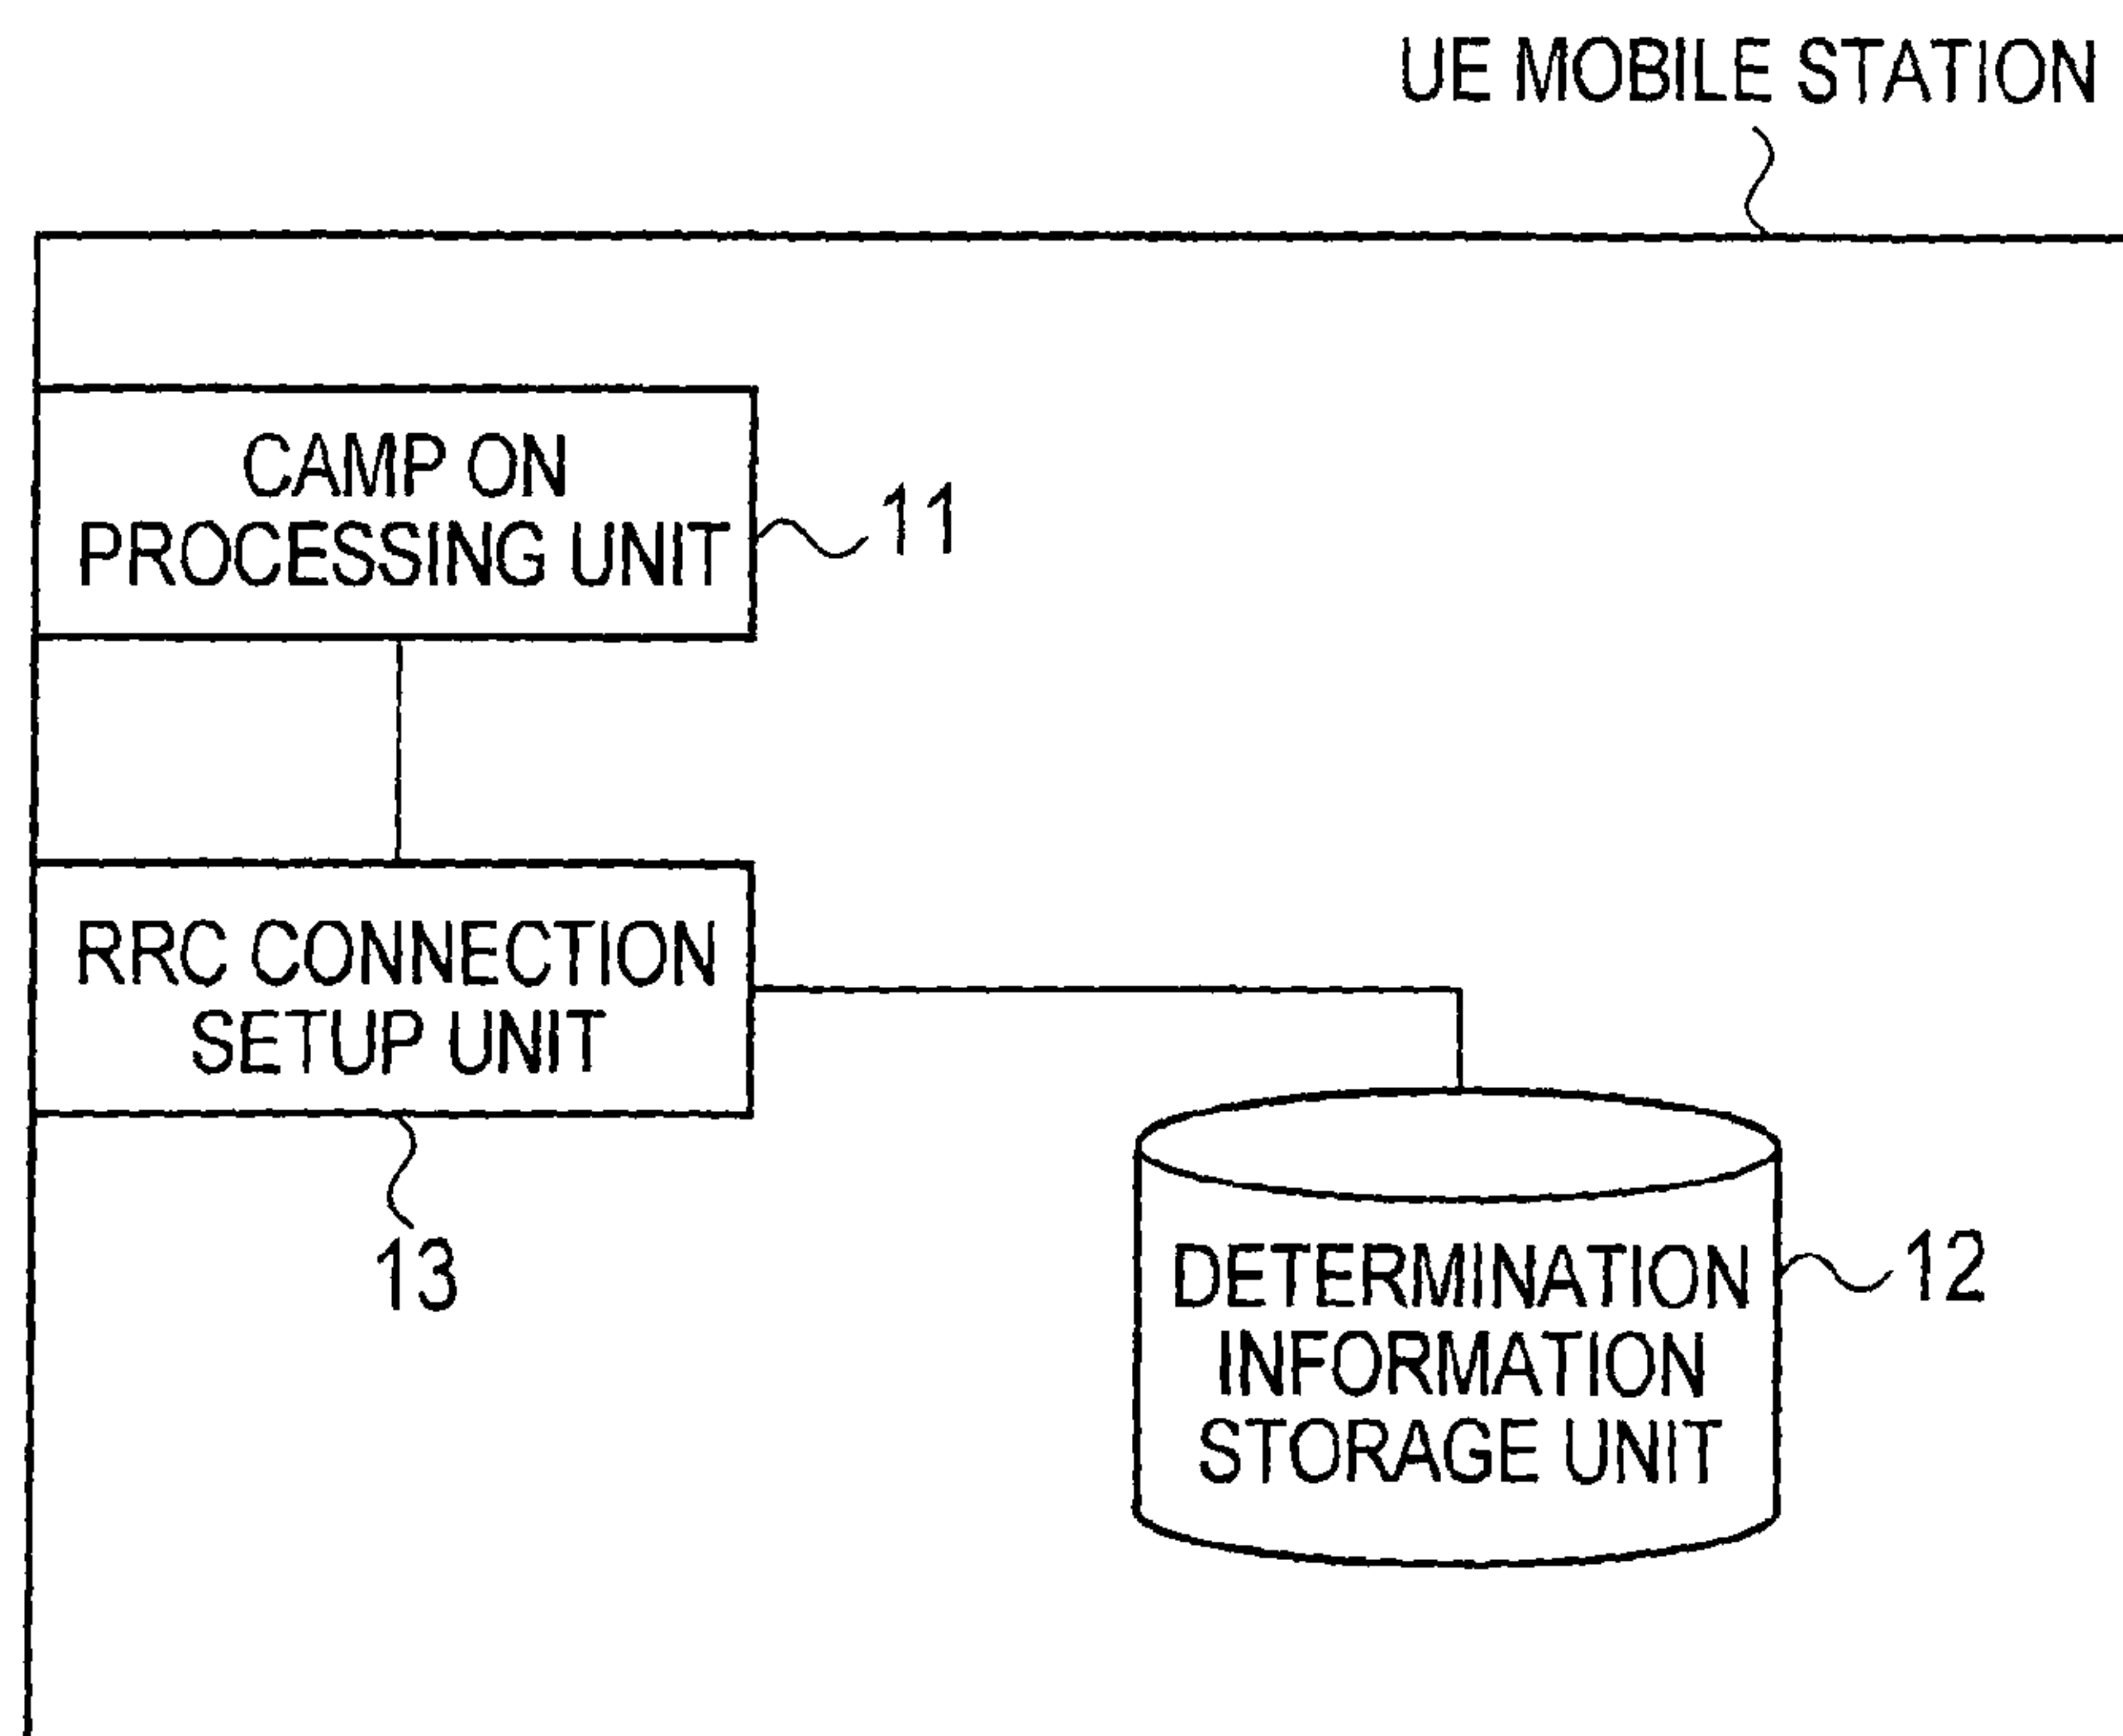 UE MOBILE STATION
CAMP ON
PROCESSING UNIT
11
RRC CONNECTION
SETUP UNIT
13
DETERMINATION
INFORMATION
STORAGE UNIT
12